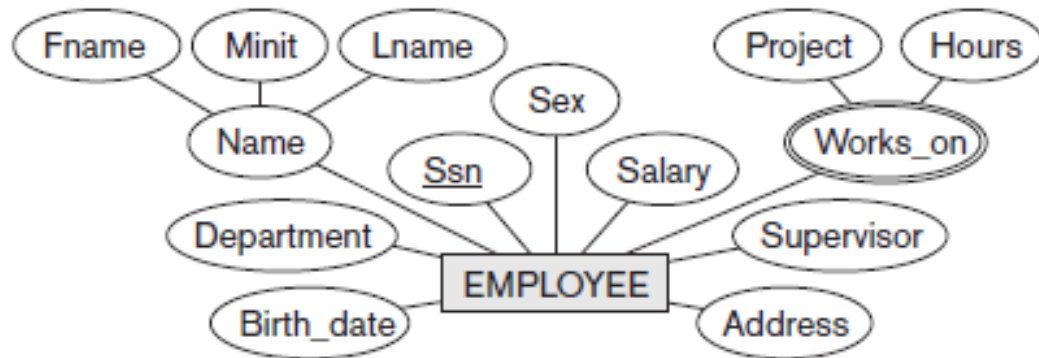 Fname Minit Lname Project Hours
Sex
Name Works_on
Ssn Salary
Department Supervisor
EMPLOYEE
Birth_date Address